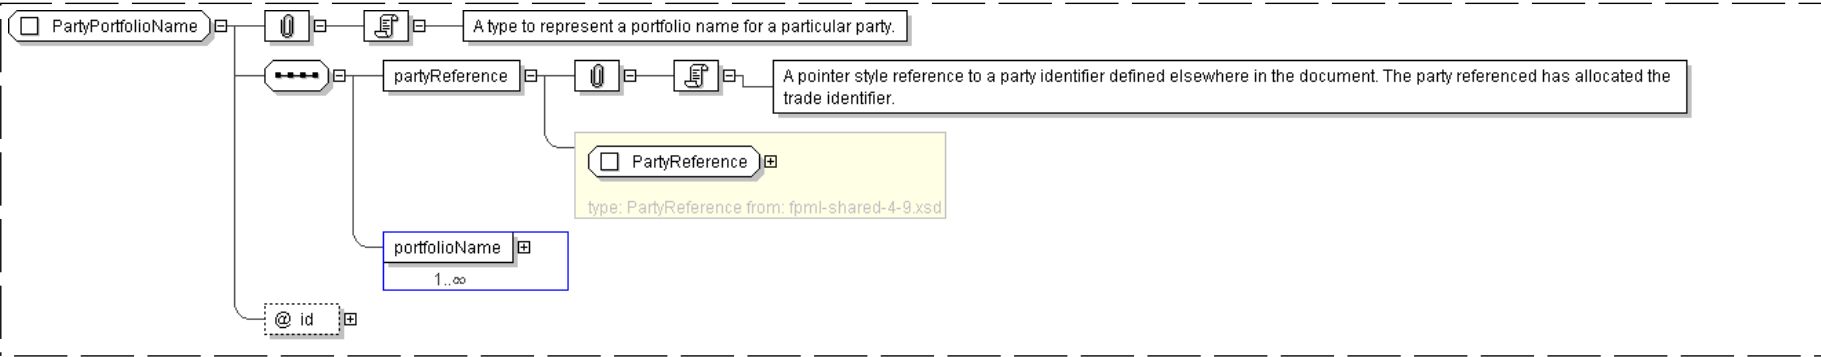 PartyPortfolioName
A type to represent a portfolio name for a particular party.
partyReference
A pointer style reference to a party identifier defined elsewhere in the document. The party referenced has allocated the
trade identifier.
PartyReference
type: PartyReference from: fpml-shared-4-9.xsd
portfolioName
1..∞
@ id